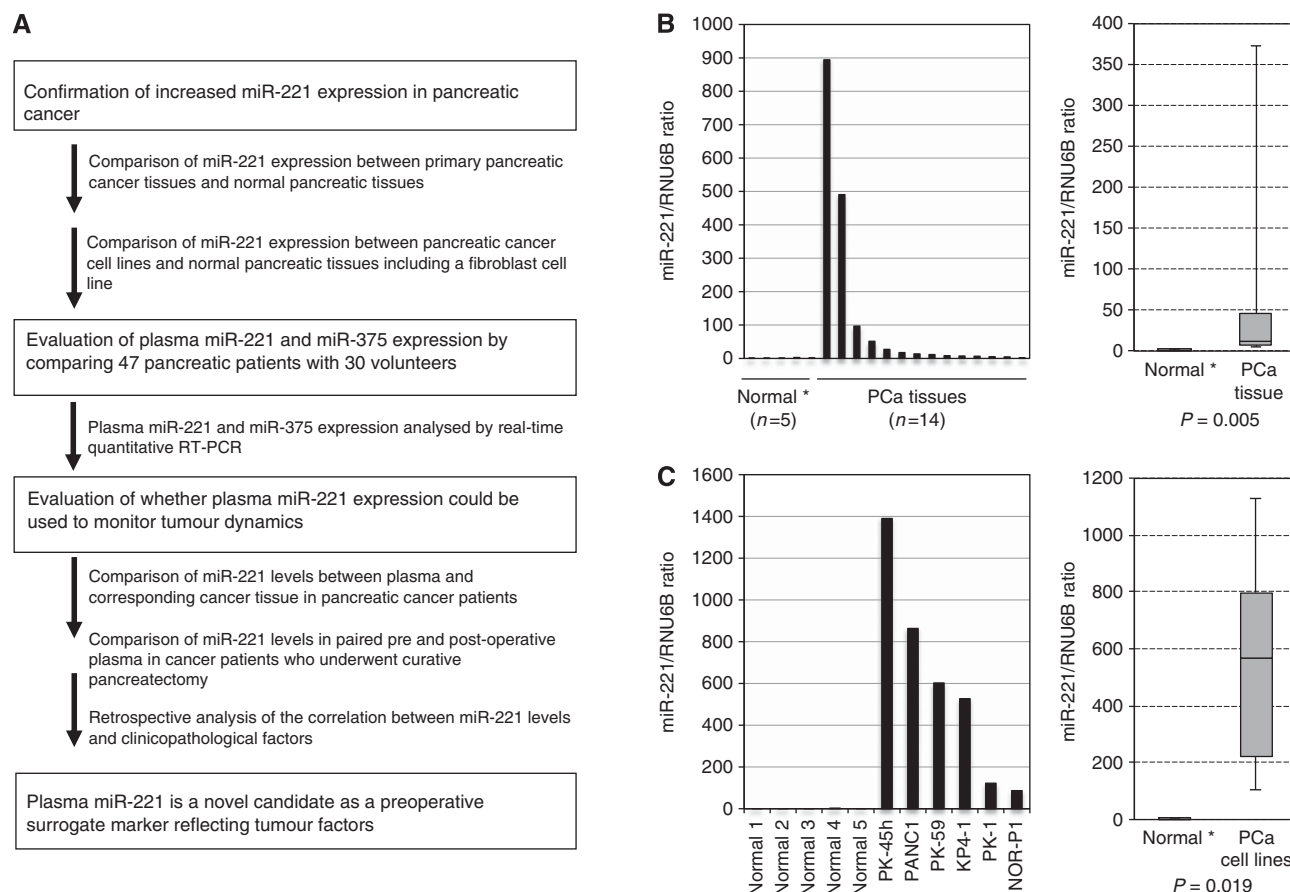 A
Confirmation of increased miR-221 expression in pancreatic
cancer
Comparison of miR-221 expression between primary pancreatic
cancer tissues and normal pancreatic tissues
Comparison of miR-221 expression between pancreatic cancer
cell lines and normal pancreatic tissues including a fibroblast cell
line
Evaluation of plasma miR-221 and miR-375 expression by
comparing 47 pancreatic patients with 30 volunteers
Plasma miR-221 and miR-375 expression analysed by real-time
quantitative RT-PCR
Evaluation of whether plasma miR-221 expression could be
used to monitor tumour dynamics
Comparison of miR-221 levels between plasma and
corresponding cancer tissue in pancreatic cancer patients
Comparison of miR-221 levels in paired pre and post-operative
plasma in cancer patients who underwent curative
pancreatectomy
Retrospective analysis of the correlation between miR-221 levels
and clinicopathological factors
Plasma miR-221 is a novel candidate as a preoperative
surrogate marker reflecting tumour factors
B
miR-221/RNU6B ratio
1000
900
800
700
600
500
400
300
200
100
0
Normal *
(n=5)
PCa tissues
(n=14)
miR-221/RNU6B ratio
400
350
300
250
200
150
100
50
0
Normal *
PCa
tissue
P = 0.005
C
miR-221/RNU6B ratio
1600
1400
1200
1000
800
600
400
200
0
Normal 1
Normal 2
Normal 3
Normal 4
Normal 5
PK-45h
PANC1
PK-59
KP4-1
PK-1
NOR-P1
miR-221/RNU6B ratio
1200
1000
800
600
400
200
0
Normal *
PCa
cell lines
P = 0.019